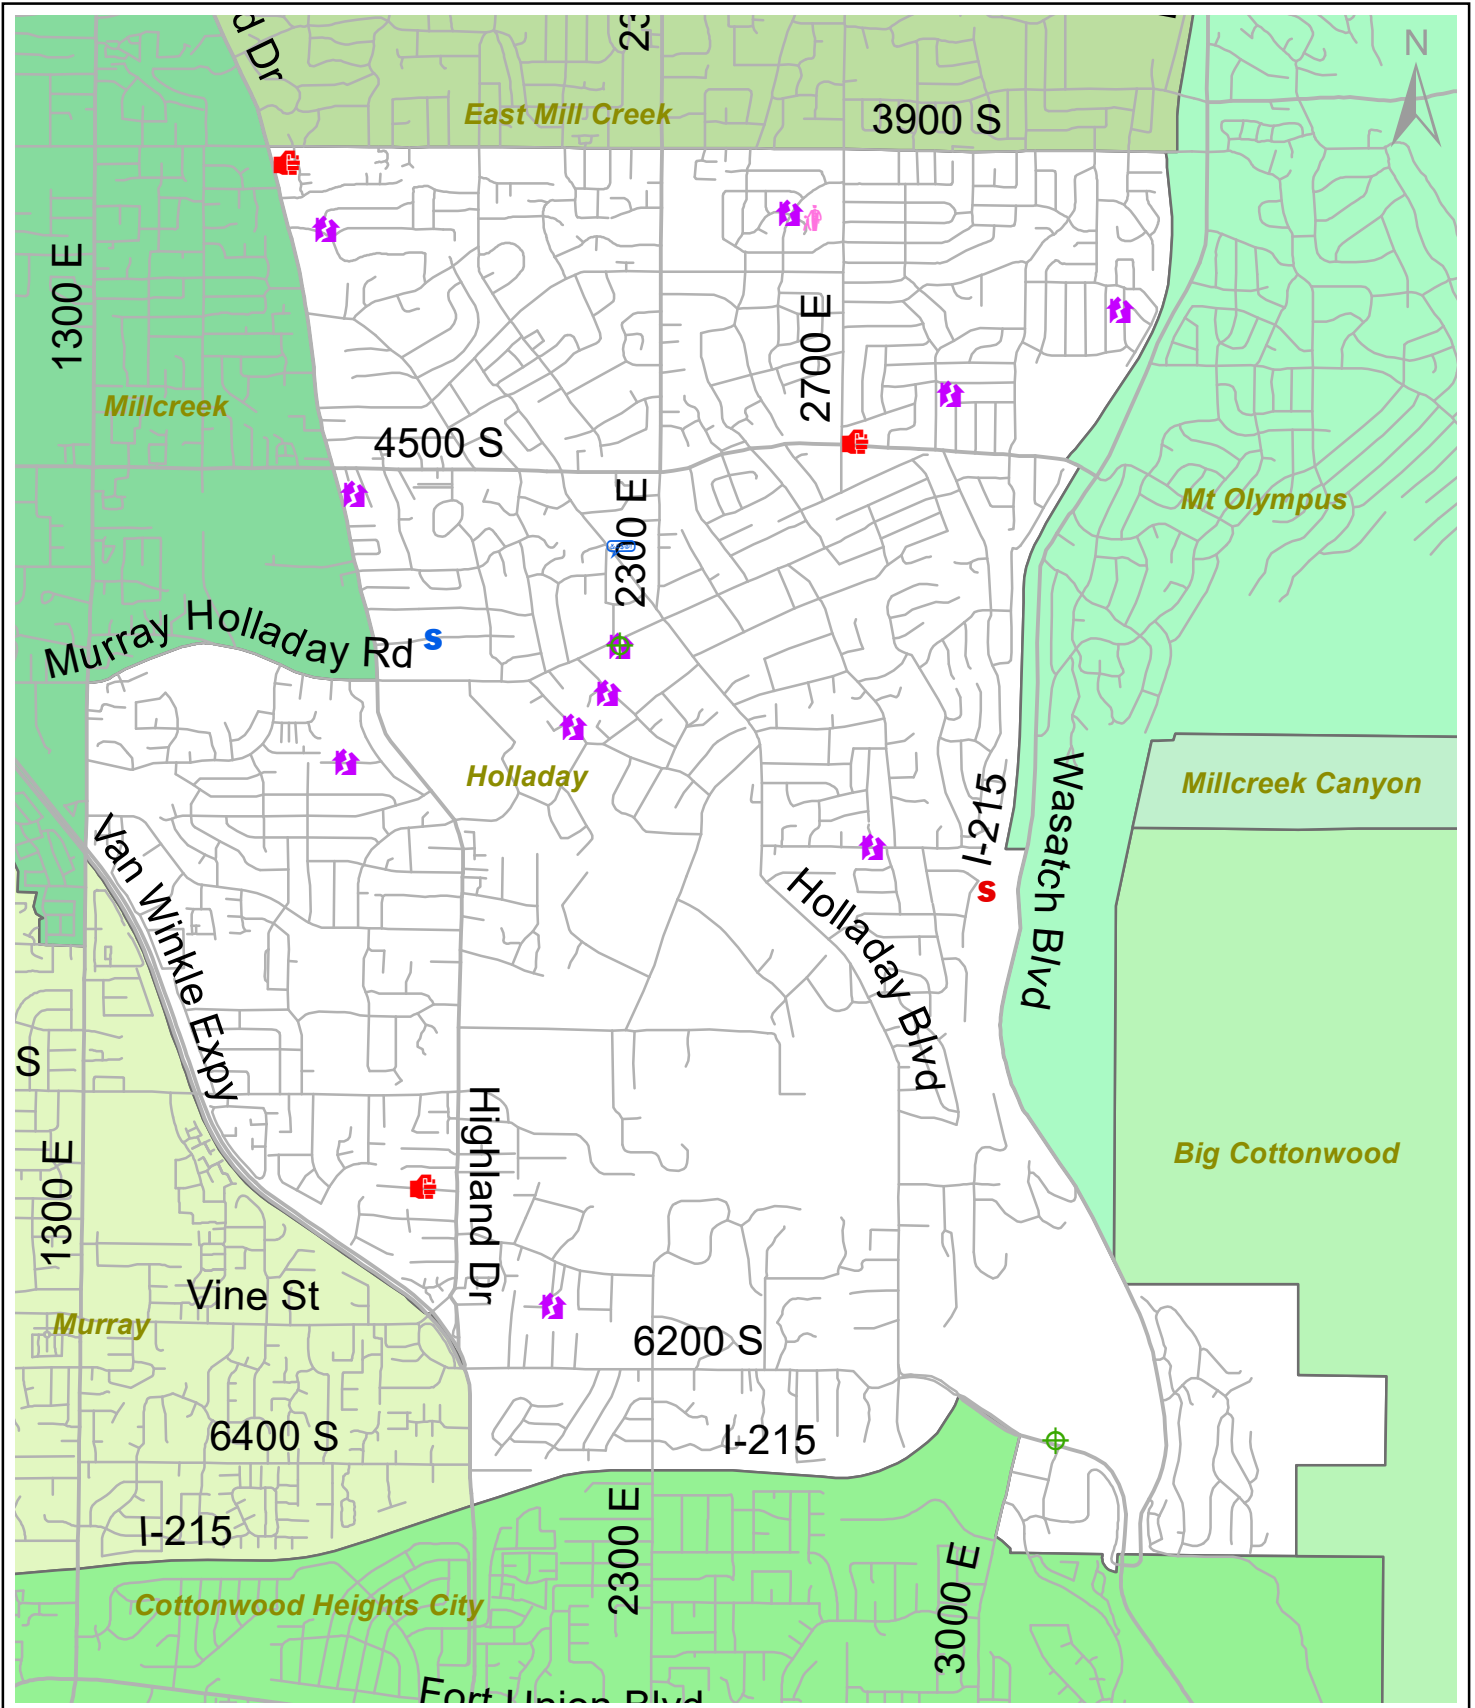 d Dr
23
N
East Mill Creek
3900 S
1300 E
2700 E
Millcreek
4500 S
2300 E
Mt Olympus
Murray Holladay Rd
S
Holladay
I-215
Wasatch Blvd
Millcreek Canyon
Van Winkle Expy
Holladay Blvd
S
S
Highland Dr
1300 E
Big Cottonwood
Vine St
Murray
6200 S
6400 S
I-215
I-215
2300 E
3000 E
Cottonwood Heights City
Fort Union Blvd